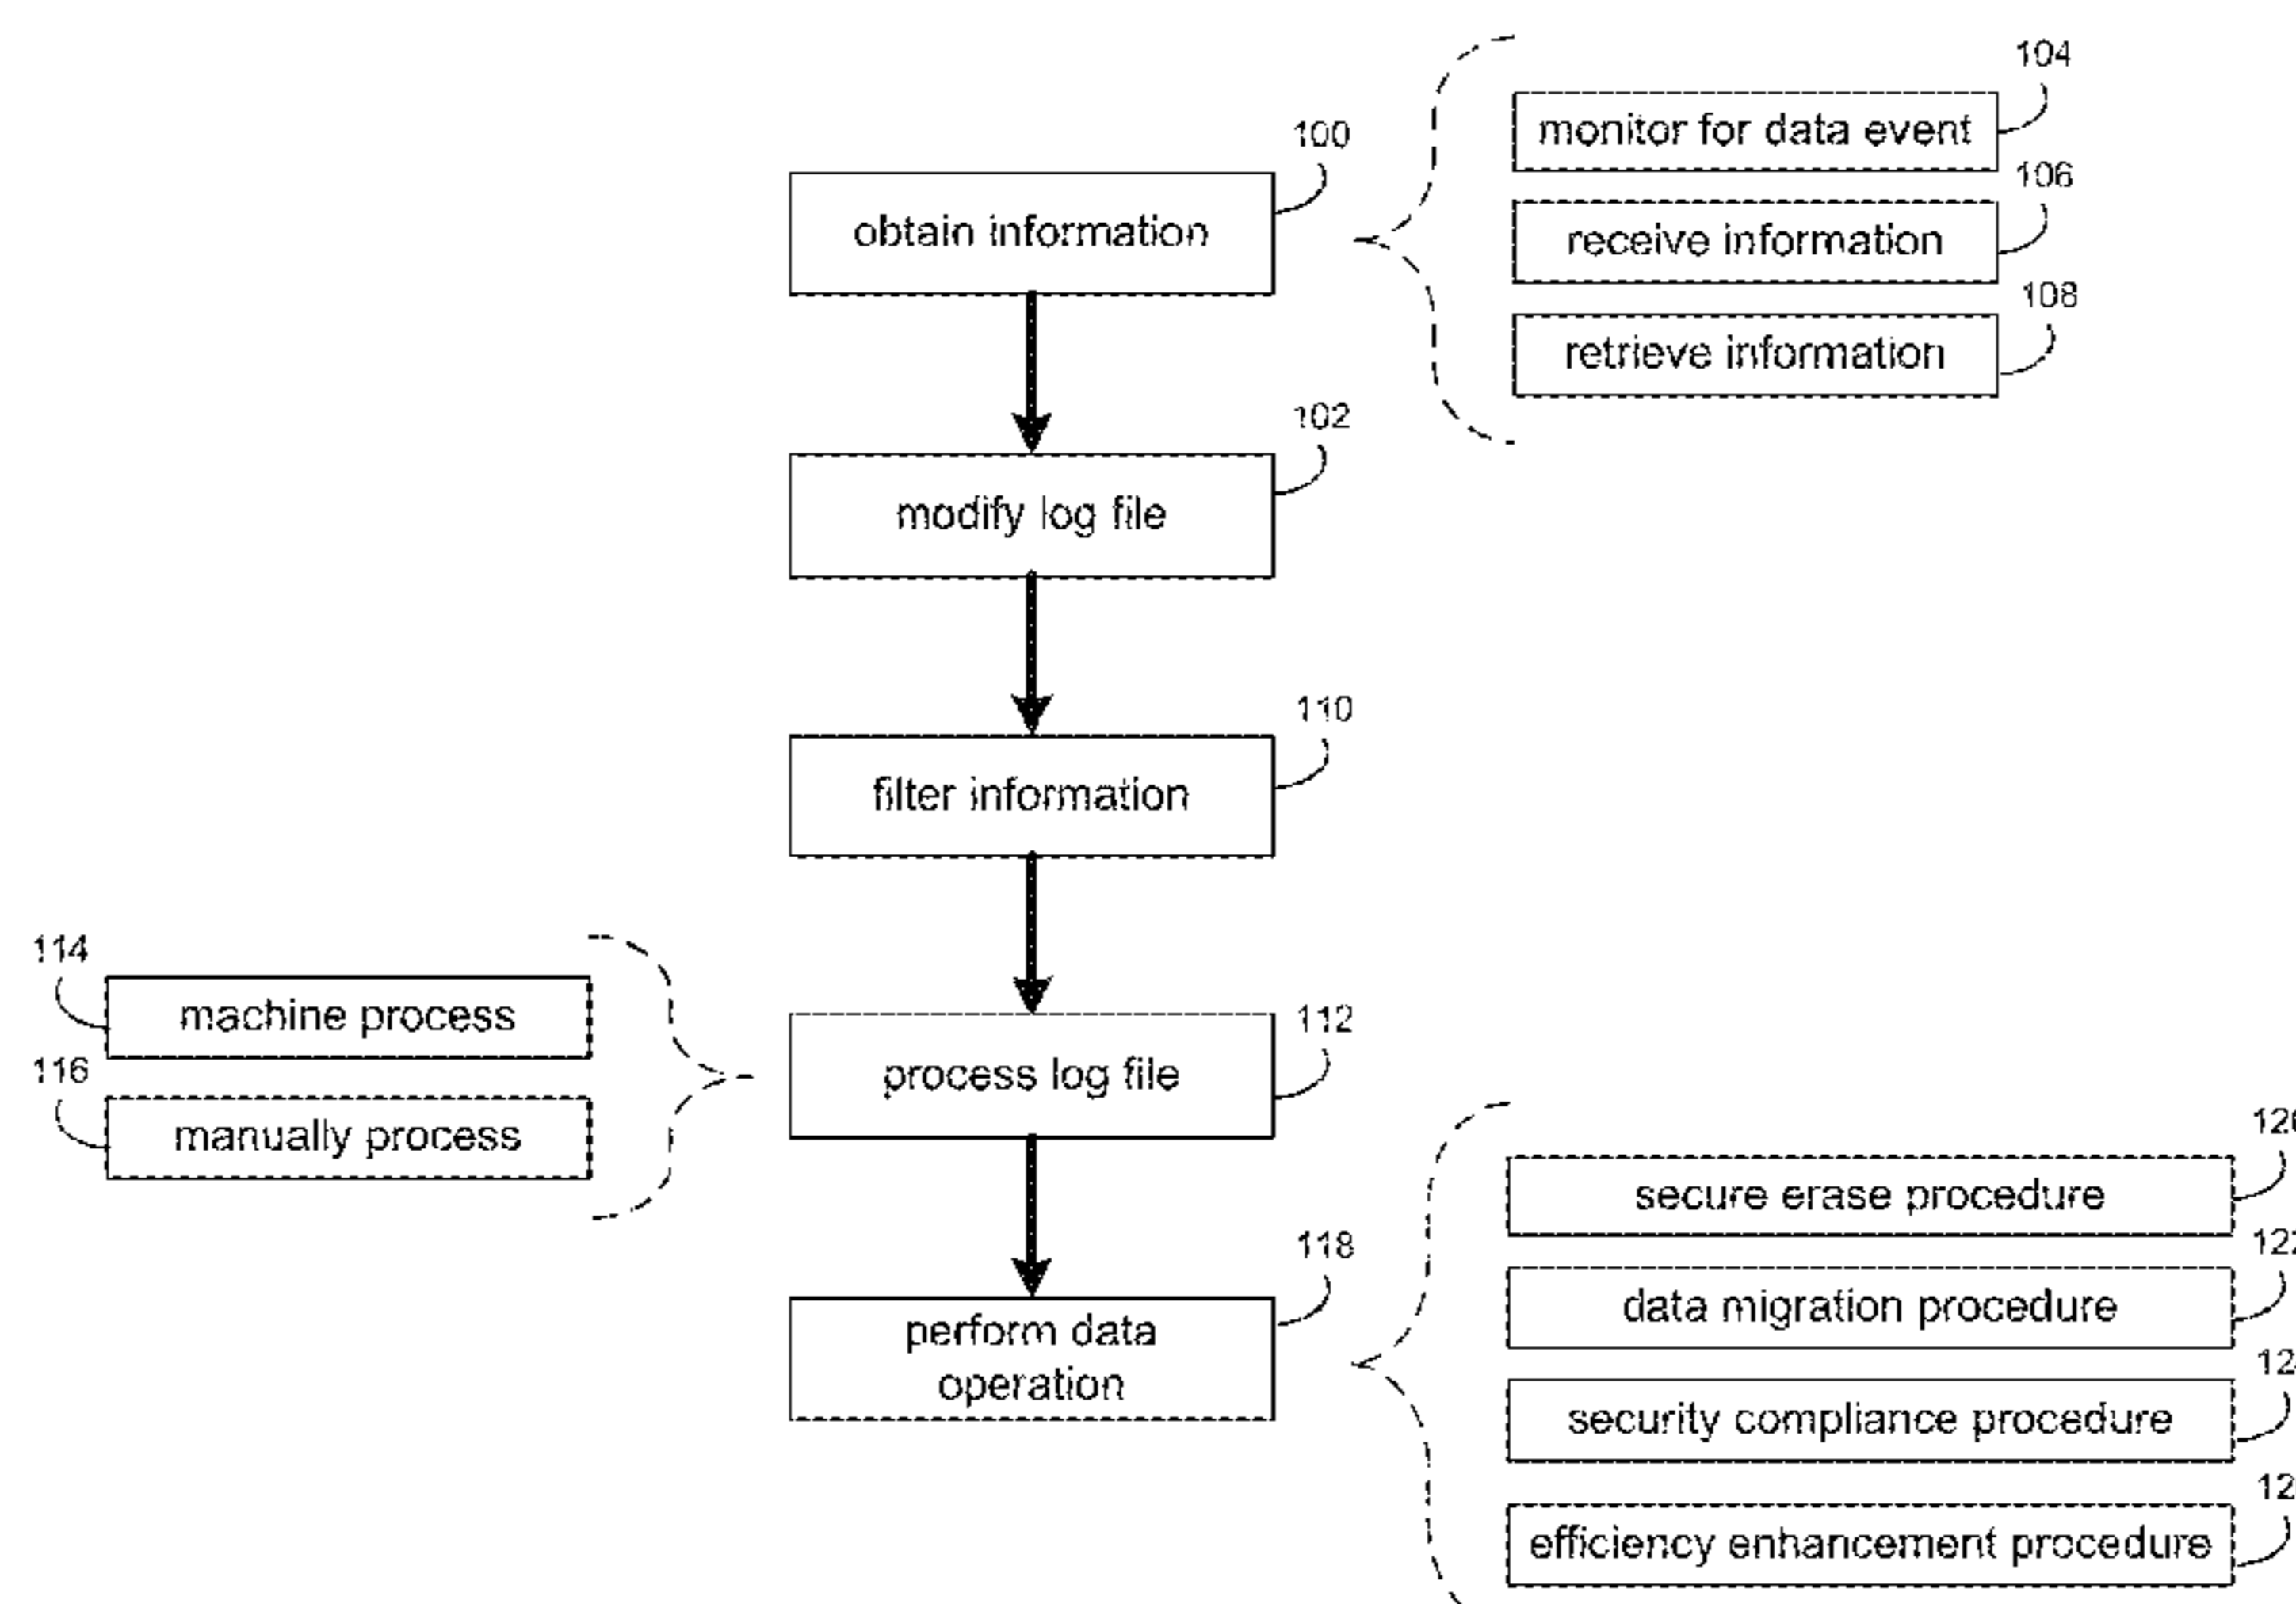 100
obtain information
104
monitor for data event
106
receive information
108
retrieve information
102
modify log file
110
filter information
114
machine process
116
manually process
112
process log file
118
perform data
operation
secure erase procedure
data migration procedure
security compliance procedure
efficiency enhancement procedure